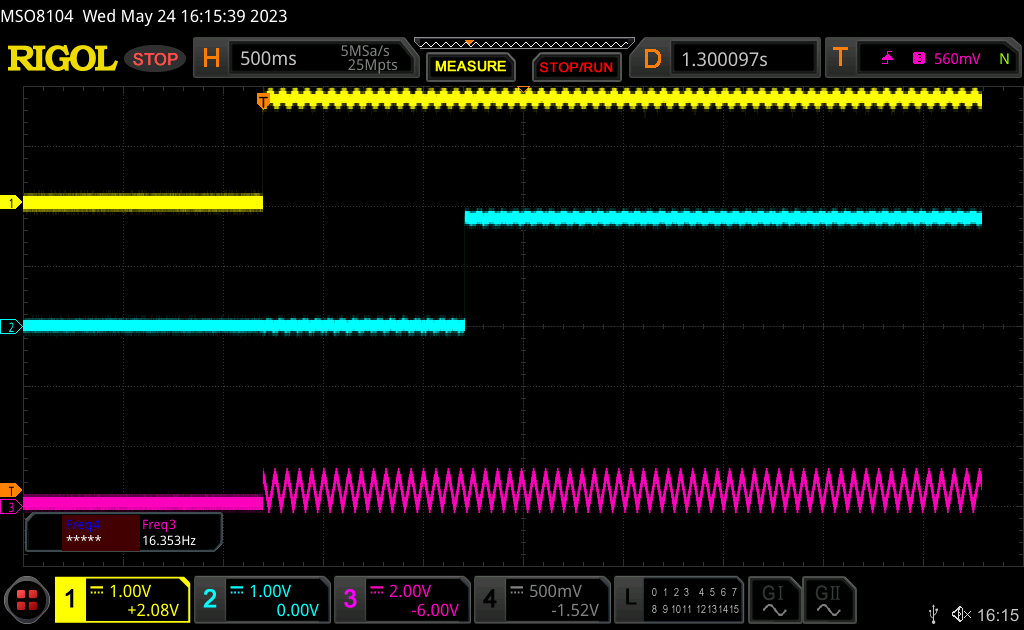 MSO8104 Wed May 24 16:15:39 2023
RIGOL STOP H 500ms 5MSa/s 25Mpts MEASURE STOP/RUN D 1.300097s T 3 560mV N
T
1
2
T
3
Freq4 Freq3
***** 16.353Hz
1 1.00V +2.08V 2 1.00V 0.00V 3 2.00V -6.00V 4 500mV -1.52V L 0 1 2 3 4 5 6 7 8 9 10 11 12 13 14 15 GI GII
16:15